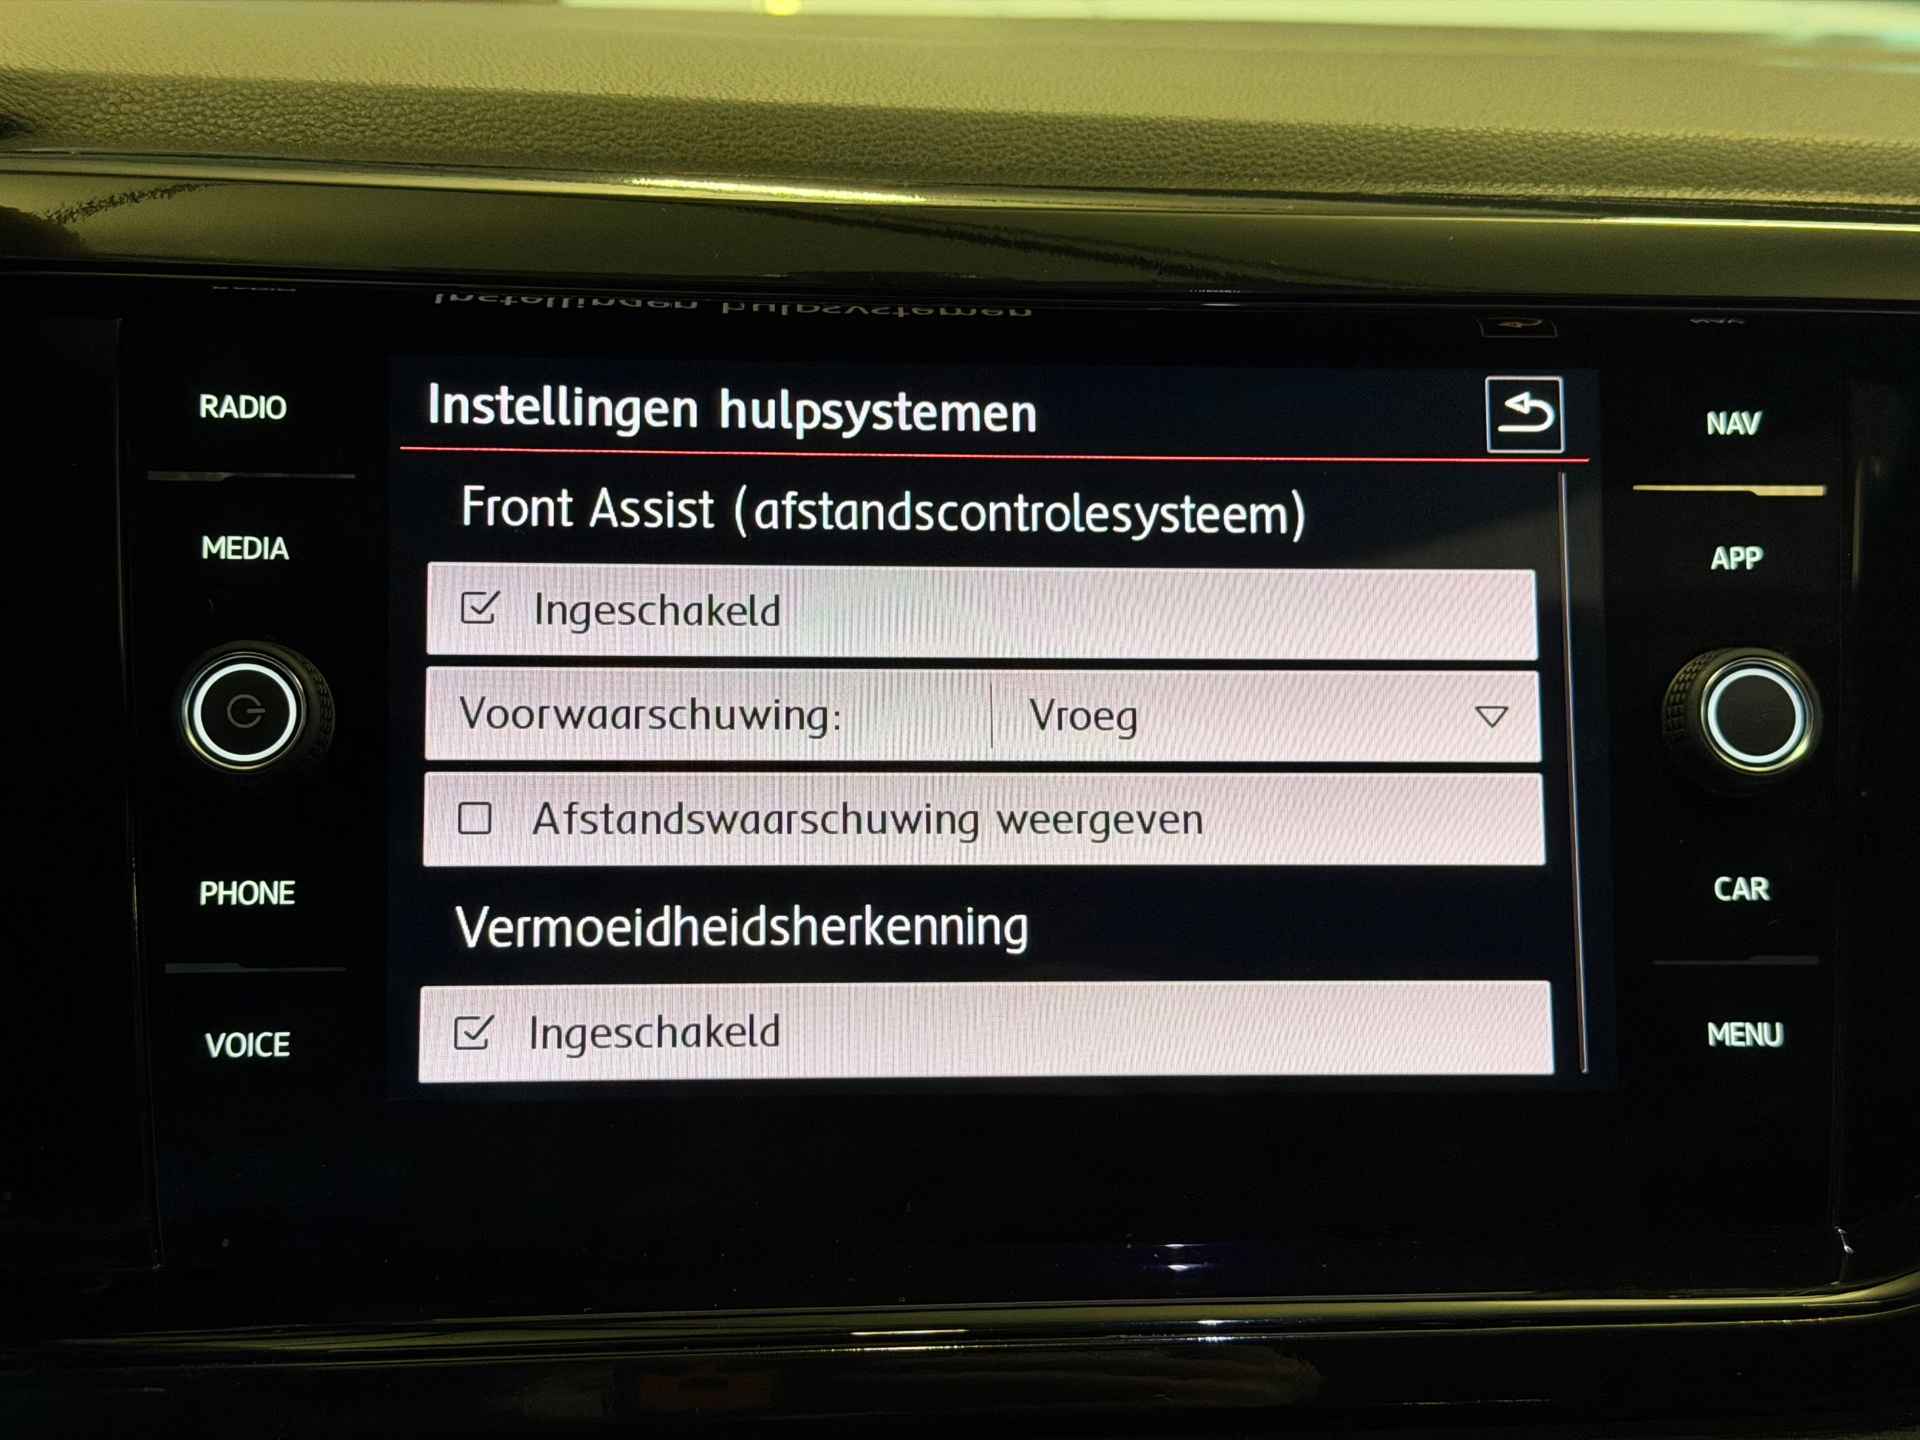 Instellingen hulpsystemen
RADIO
MEDIA
PHONE
VOICE
Front Assist (afstandscontrolesysteem)
Ingeschakeld
Voorwaarschuwing: Vroeg
Afstandswaarschuwing weergeven
Vermoeidheidsherkenning
Ingeschakeld
NAV
APP
CAR
MENU